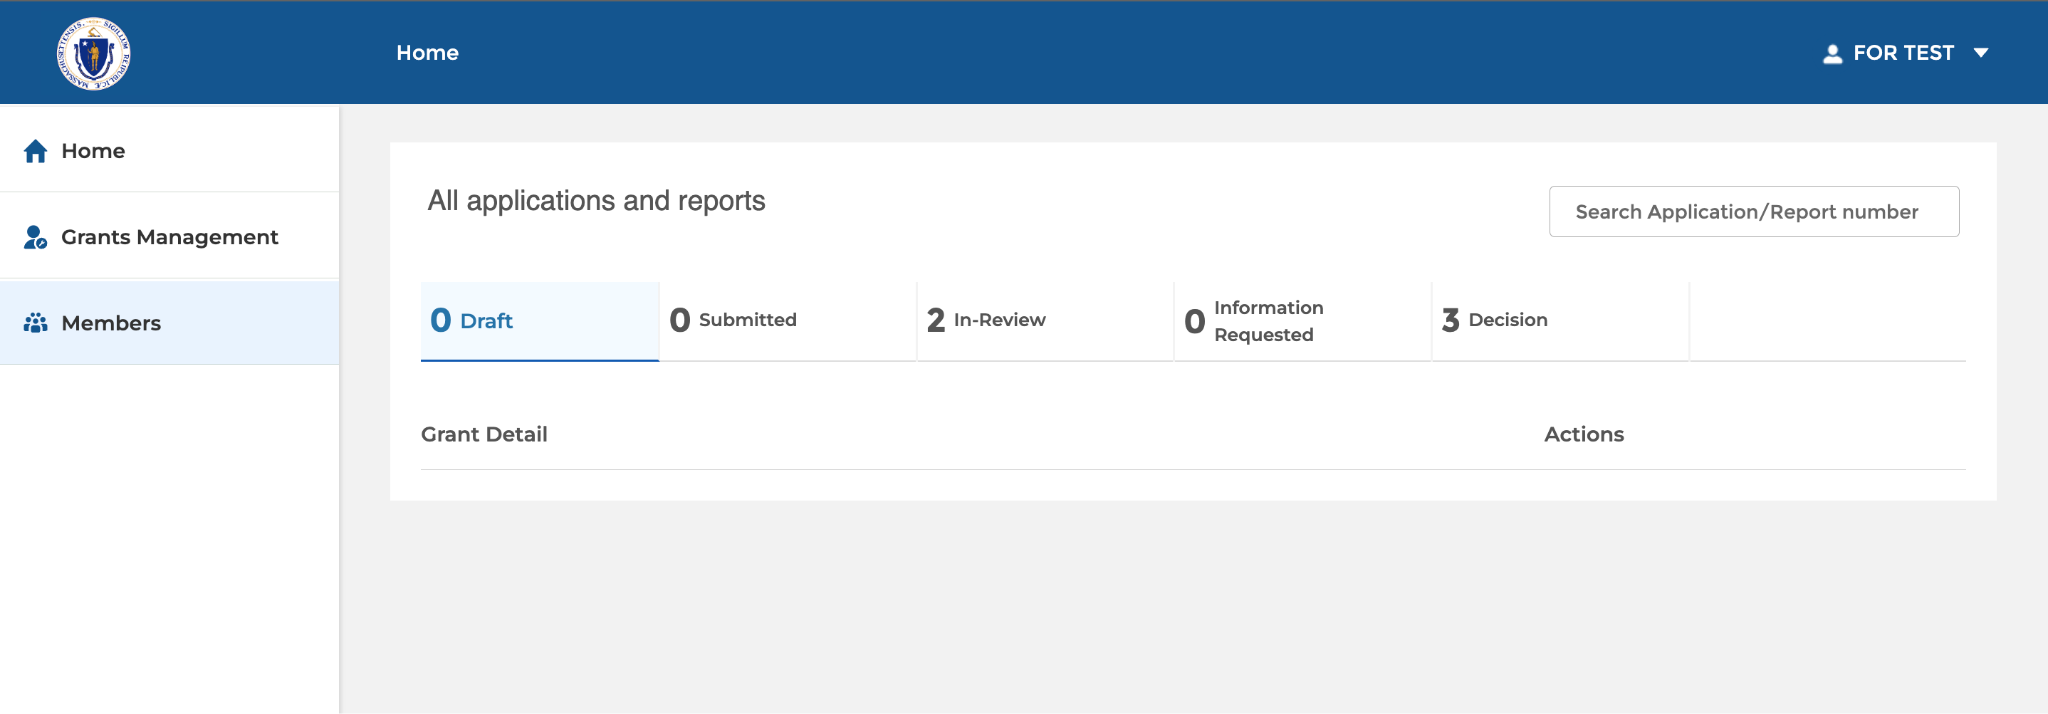 Home
FOR TEST
Home
Grants Management
Members
All applications and reports
Search Application/Report number
0 Draft
0 Submitted
2 In-Review
0 Information
Requested
3 Decision
Grant Detail
Actions